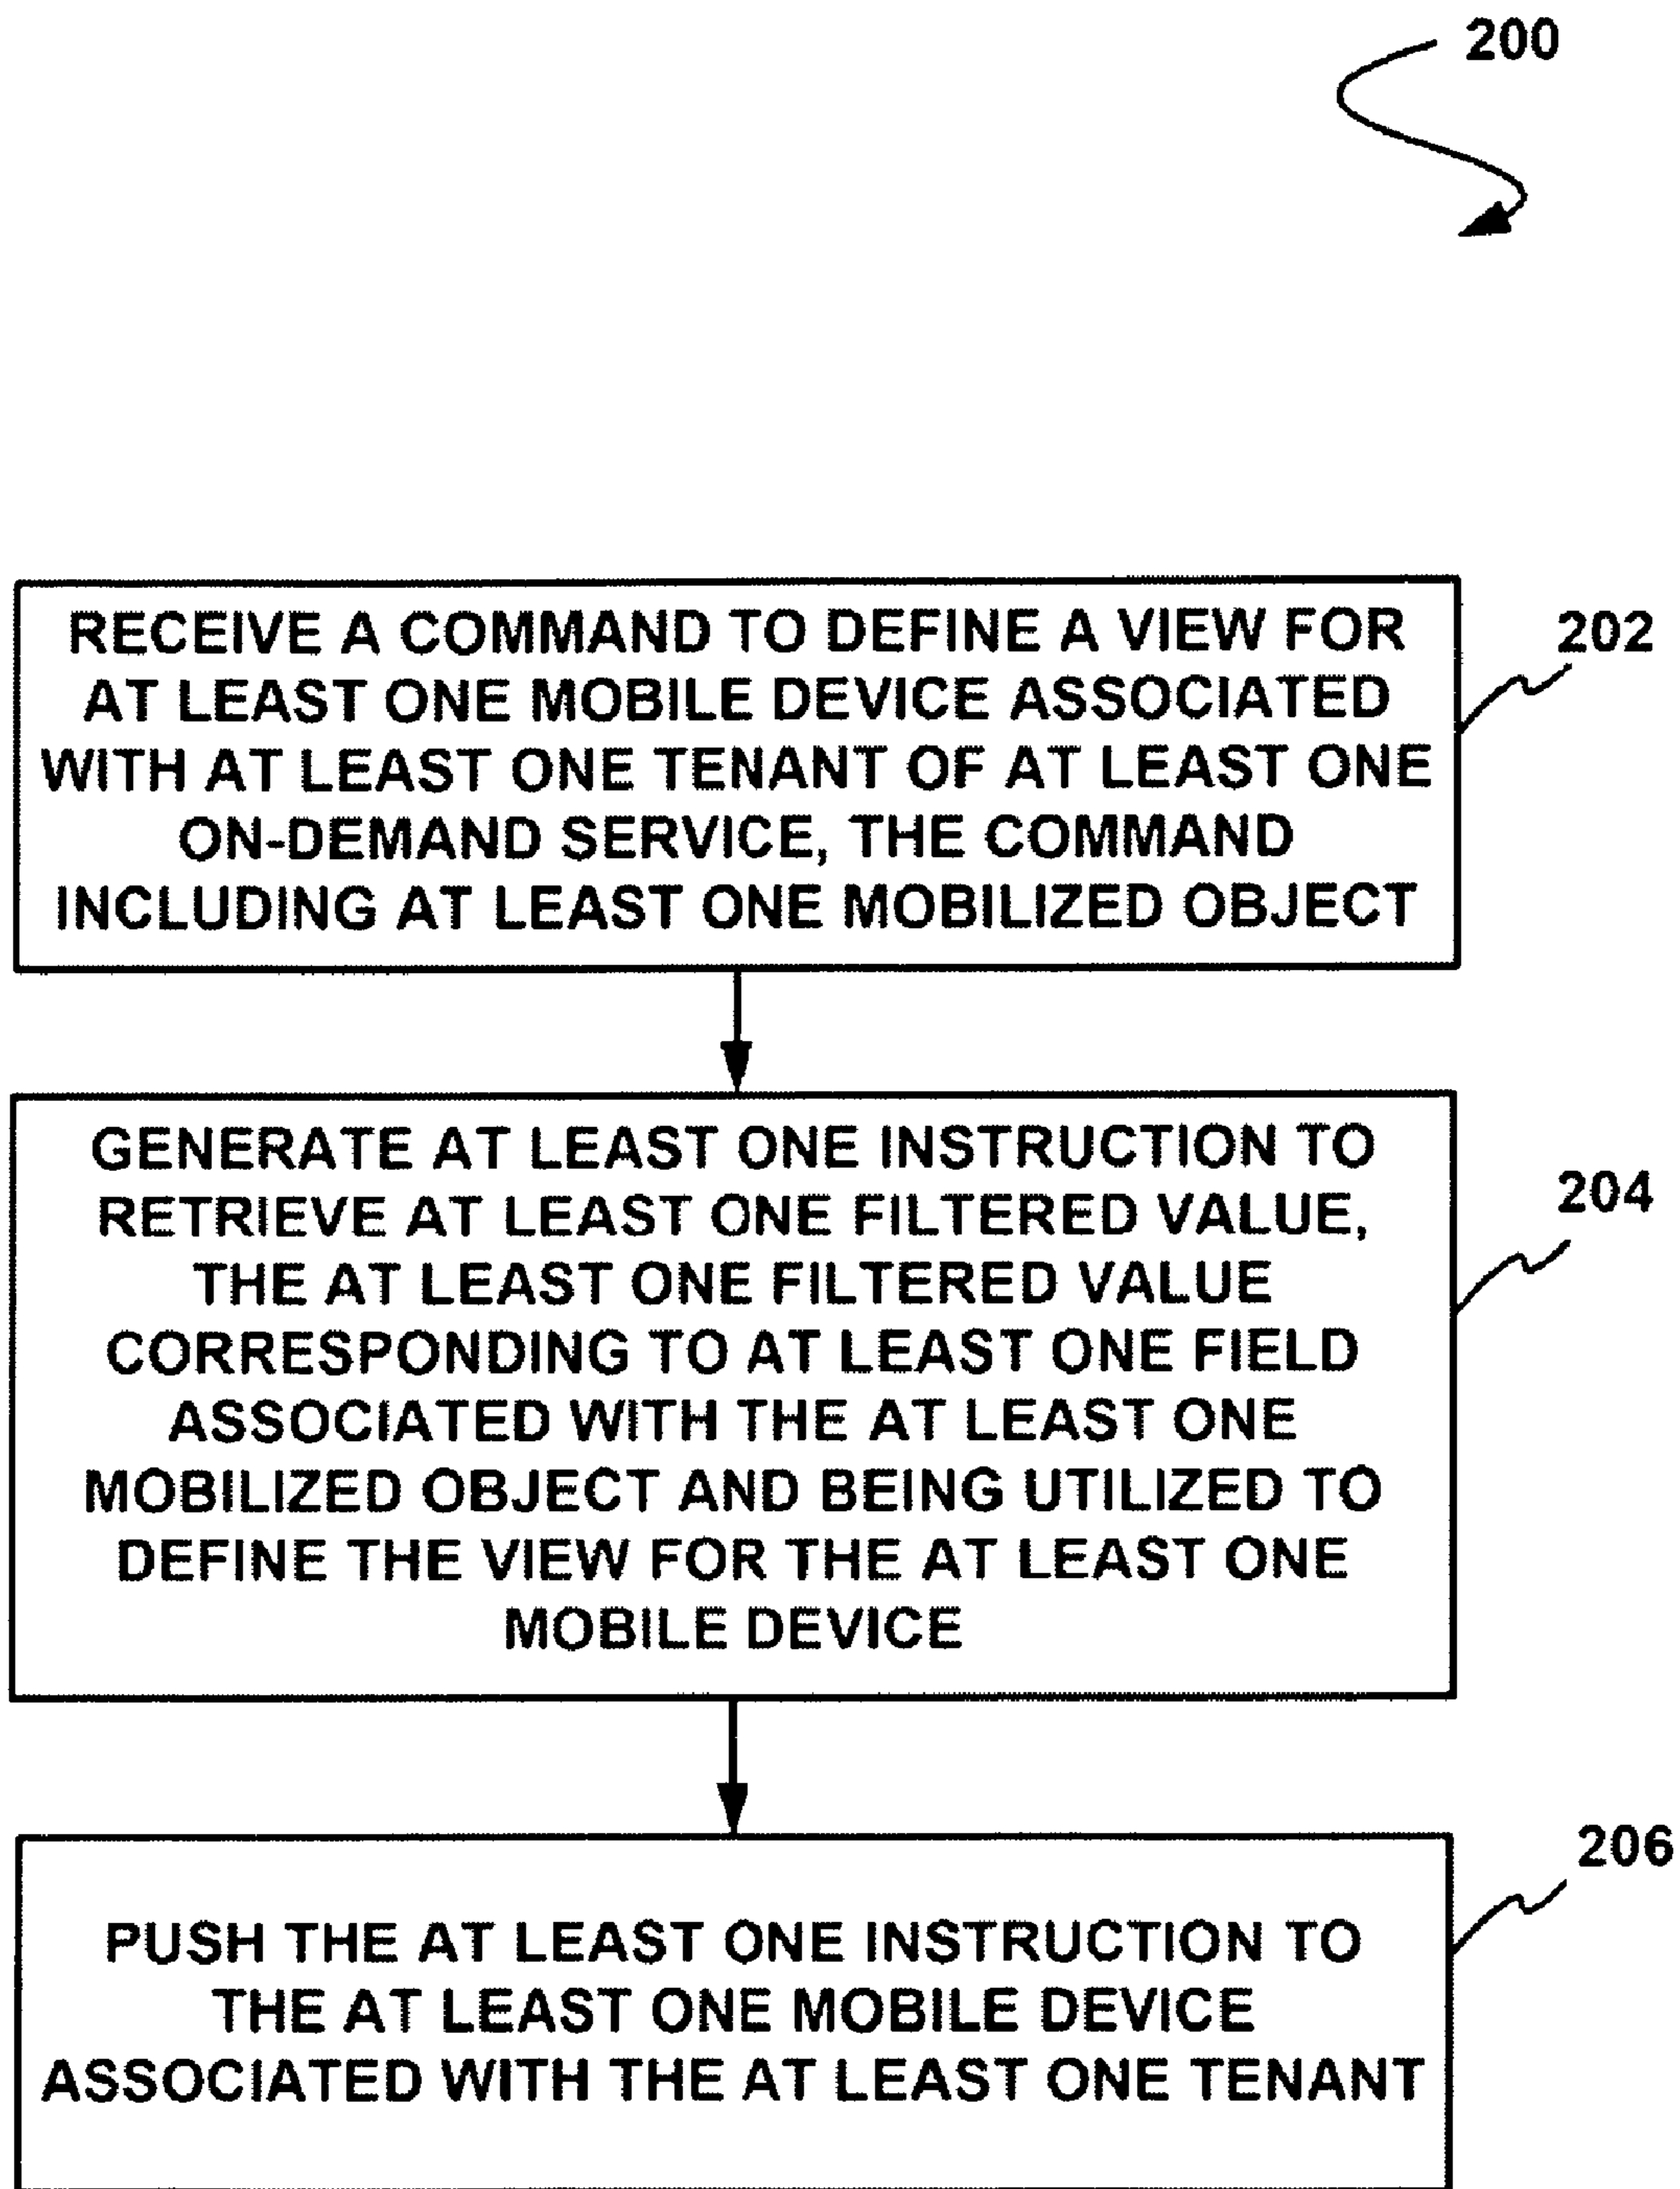 200
RECEIVE A COMMAND TO DEFINE A VIEW FOR
AT LEAST ONE MOBILE DEVICE ASSOCIATED
WITH AT LEAST ONE TENANT OF AT LEAST ONE
ON-DEMAND SERVICE, THE COMMAND
INCLUDING AT LEAST ONE MOBILIZED OBJECT
202
GENERATE AT LEAST ONE INSTRUCTION TO
RETRIEVE AT LEAST ONE FILTERED VALUE,
THE AT LEAST ONE FILTERED VALUE
CORRESPONDING TO AT LEAST ONE FIELD
ASSOCIATED WITH THE AT LEAST ONE
MOBILIZED OBJECT AND BEING UTILIZED TO
DEFINE THE VIEW FOR THE AT LEAST ONE
MOBILE DEVICE
204
PUSH THE AT LEAST ONE INSTRUCTION TO
THE AT LEAST ONE MOBILE DEVICE
ASSOCIATED WITH THE AT LEAST ONE TENANT
206